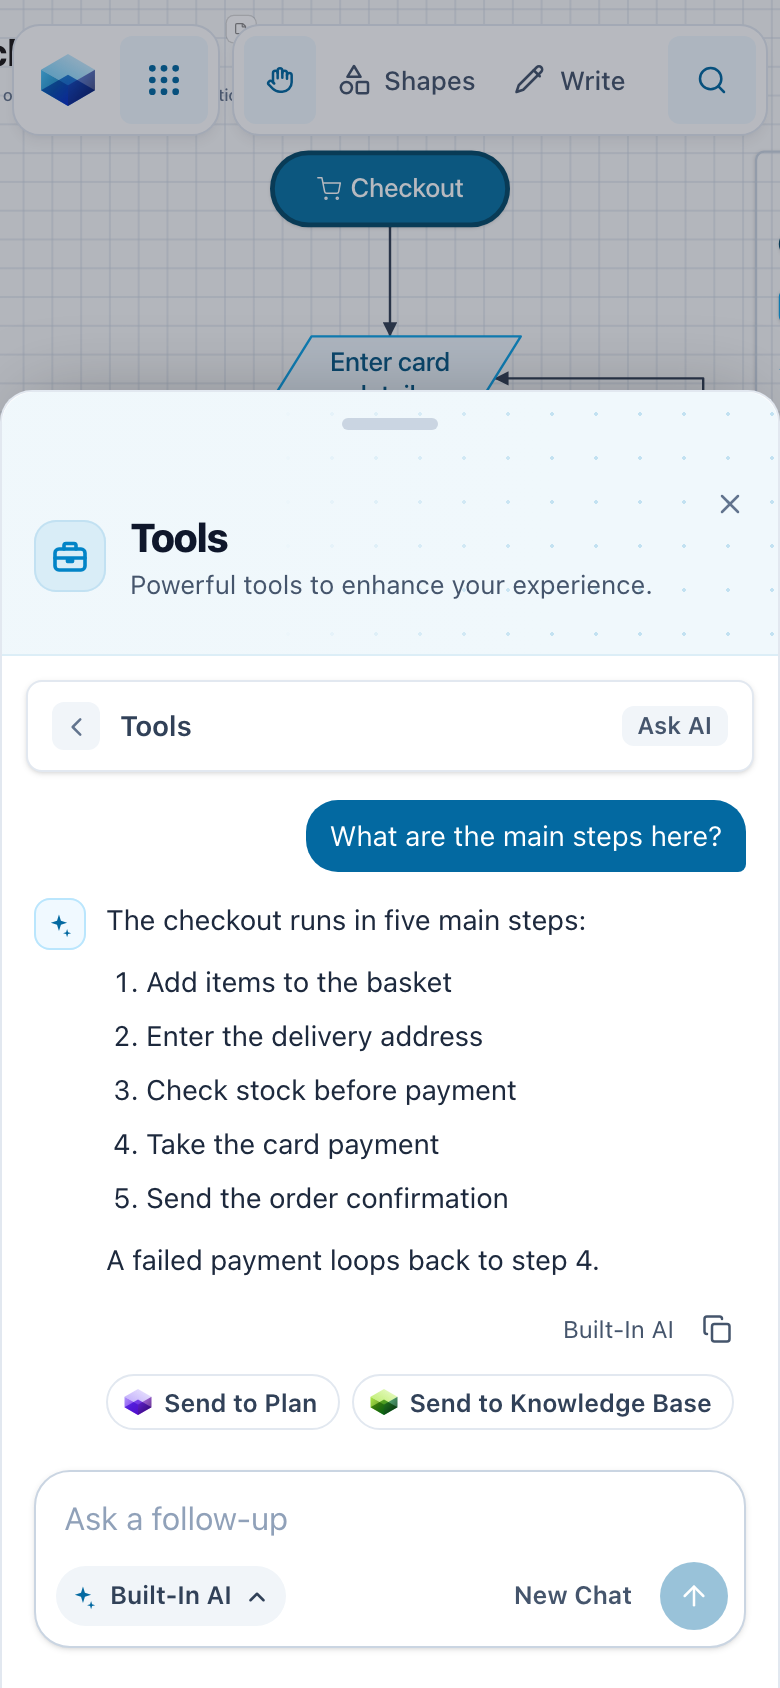 Shapes
Write
Checkout
Enter card
Tools
Powerful tools to enhance your experience.
Tools
Ask AI
What are the main steps here?
The checkout runs in five main steps:
1. Add items to the basket
2. Enter the delivery address
3. Check stock before payment
4. Take the card payment
5. Send the order confirmation
A failed payment loops back to step 4.
Built-In AI
Send to Plan
Send to Knowledge Base
Ask a follow-up
Built-In AI
New Chat